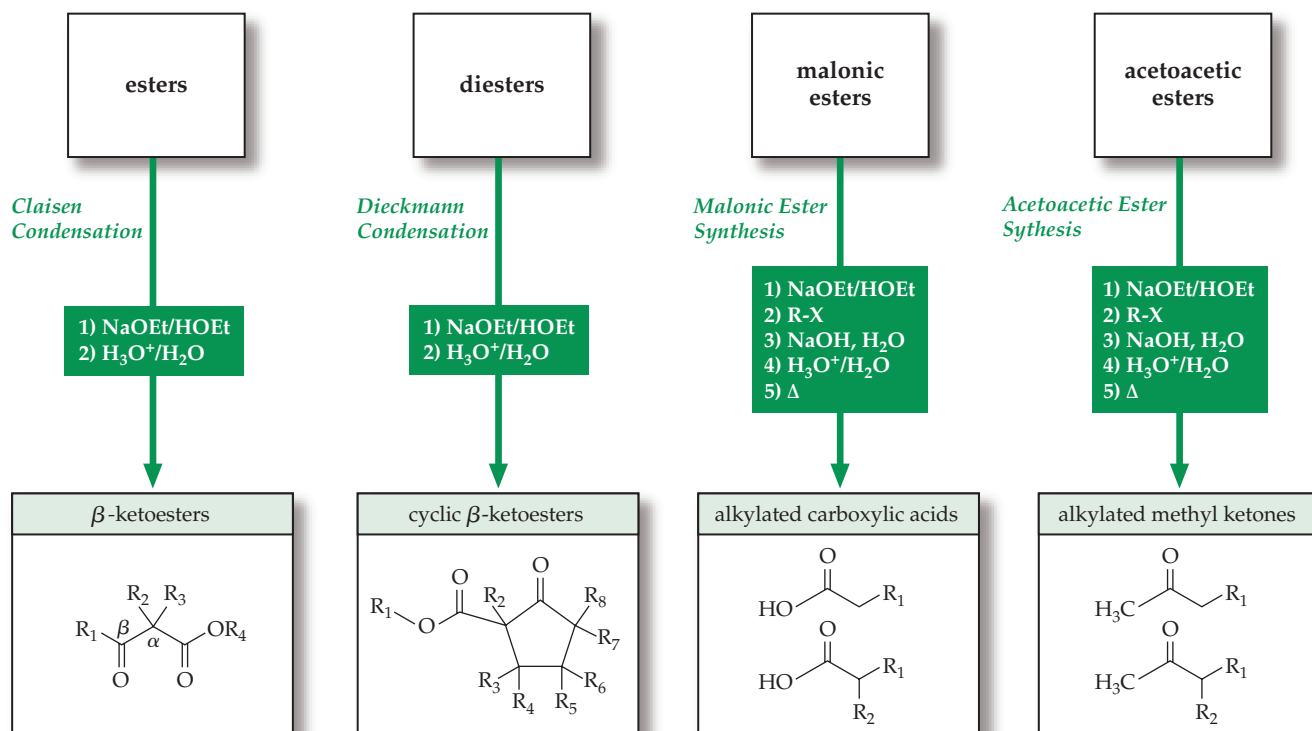 esters
diesters
malonic
esters
acetoacetic
esters
Claisen
Condensation
Dieckmann
Condensation
Malonic Ester
Synthesis
Acetoacetic Ester
Sythesis
1) NaOEt/HOEt
2) H₃O⁺/H₂O
1) NaOEt/HOEt
2) H₃O⁺/H₂O
1) NaOEt/HOEt
2) R-X
3) NaOH, H₂O
4) H₃O⁺/H₂O
5) Δ
1) NaOEt/HOEt
2) R-X
3) NaOH, H₂O
4) H₃O⁺/H₂O
5) Δ
β-ketoesters
R₂ R₃
R₁ β α OR₄
O O
cyclic β-ketoesters
O O
R₁ O R₂ R₈
R₇
R₃ R₆
R₄ R₅
alkylated carboxylic acids
O
HO R₁
O
HO R₁
R₂
alkylated methyl ketones
O
H₃C R₁
O
H₃C R₁
R₂